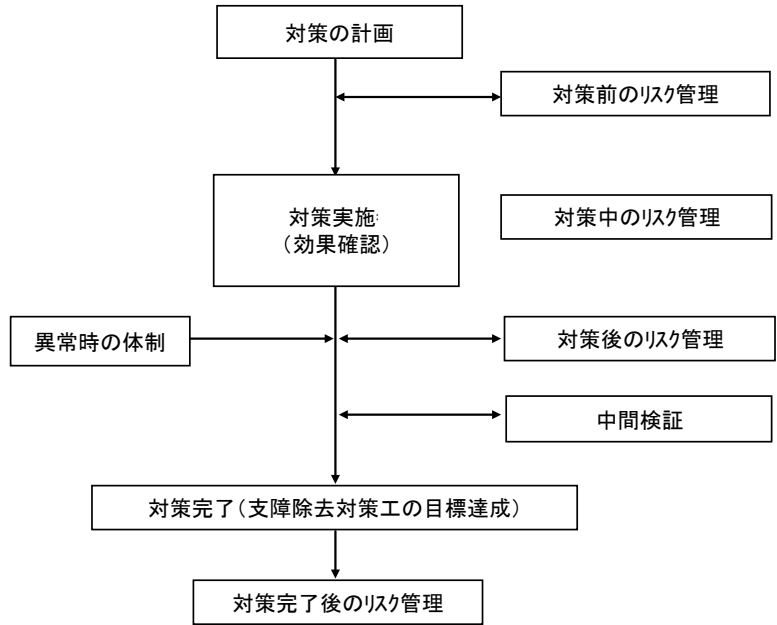 対策の計画
対策前のリスク管理
対策実施
（効果確認）
対策中のリスク管理
異常時の体制
対策後のリスク管理
中間検証
対策完了（支障除去対策工の目標達成）
対策完了後のリスク管理